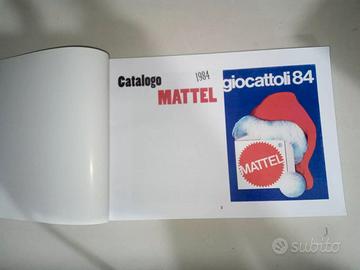 Catalogo
1984
MATTEL
giocattoli 84
MATTEL
subito